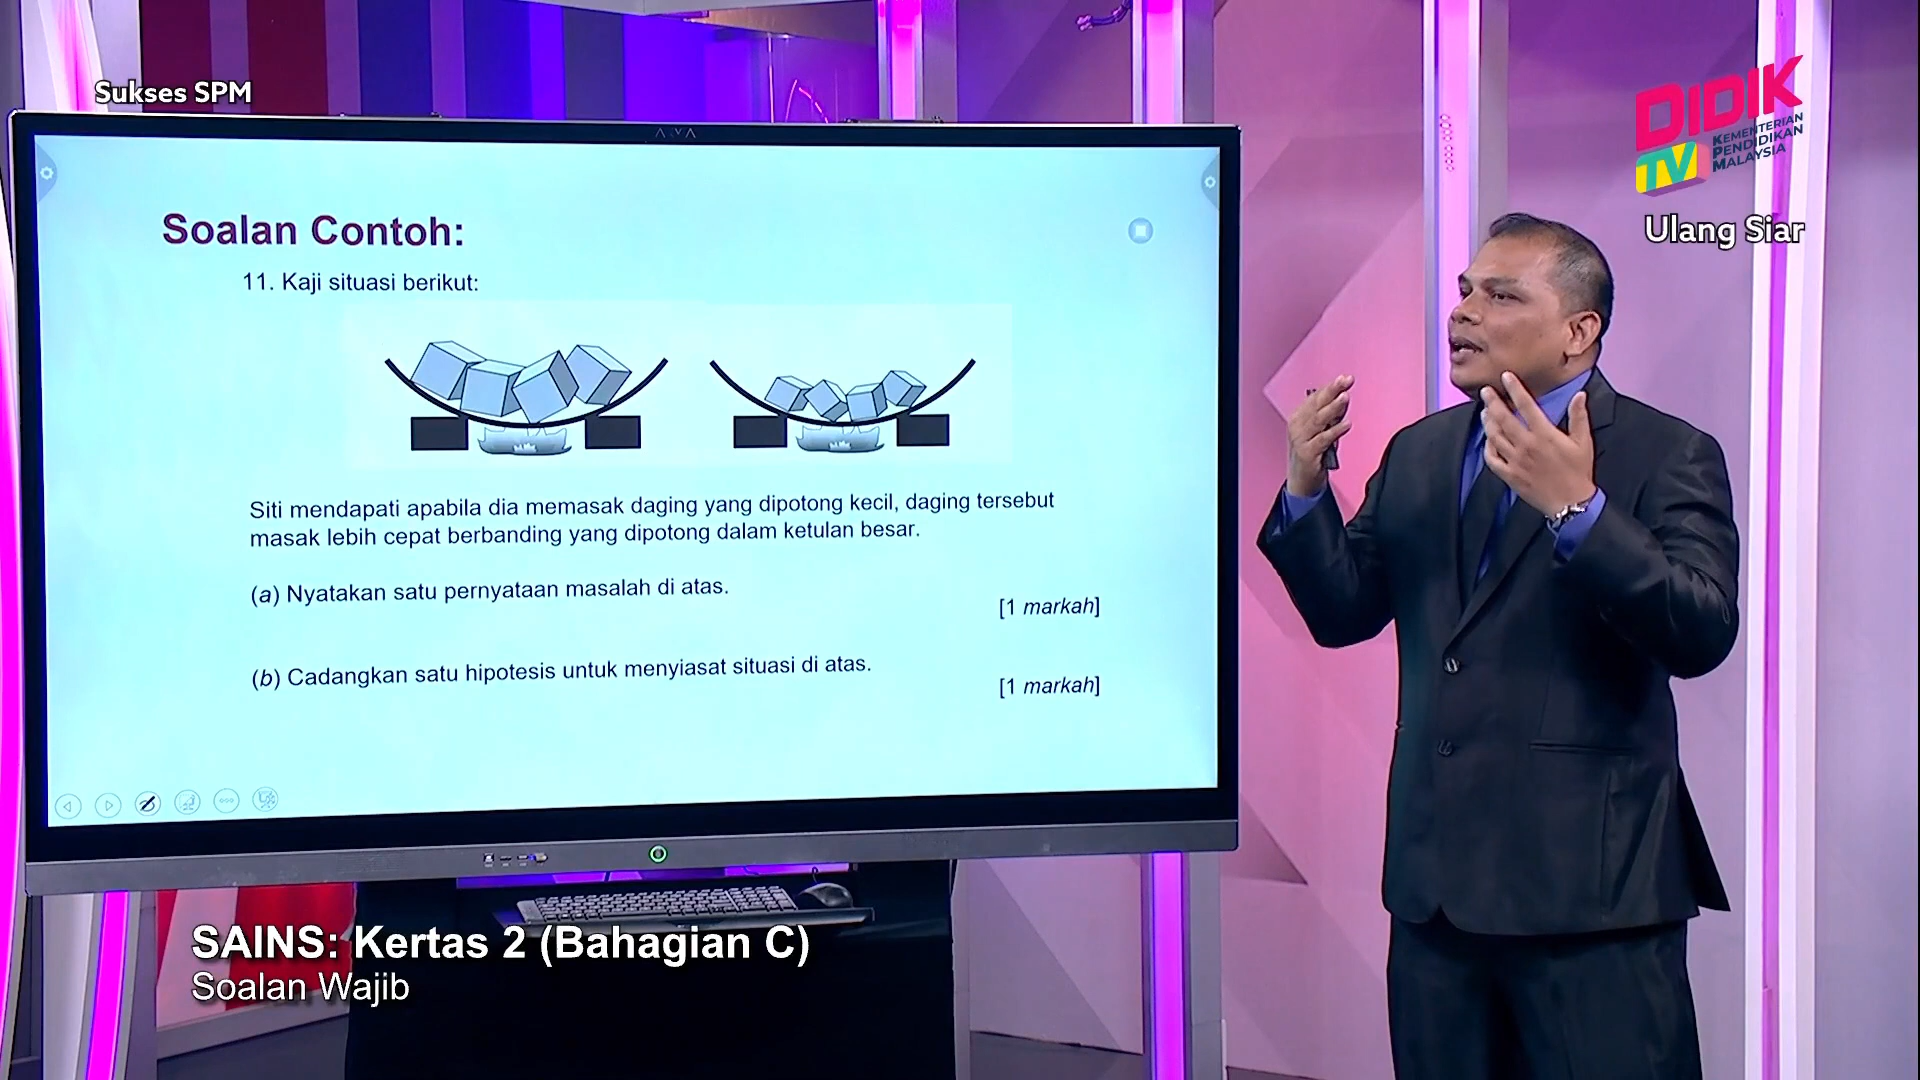 Sukses SPM
DIDIK
TV
KEMENTERIAN
PENDIDIKAN
MALAYSIA
Ulang Siar
Soalan Contoh:
11. Kaji situasi berikut:
Siti mendapati apabila dia memasak daging yang dipotong kecil, daging tersebut
masak lebih cepat berbanding yang dipotong dalam ketulan besar.
(a) Nyatakan satu pernyataan masalah di atas.
[1 markah]
(b) Cadangkan satu hipotesis untuk menyiasat situasi di atas.
[1 markah]
SAINS: Kertas 2 (Bahagian C)
Soalan Wajib